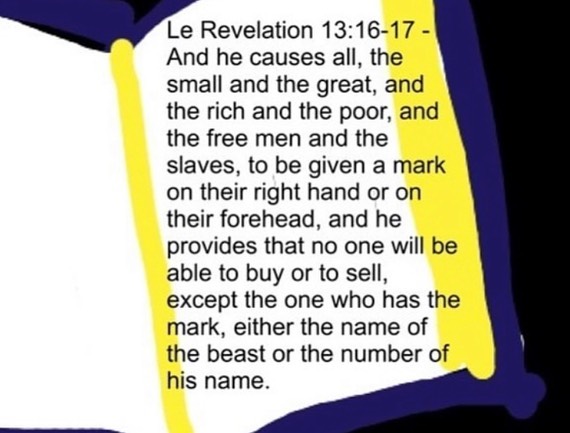 Le Revelation 13:16-17 -
And he causes all, the
small and the great, and
the rich and the poor, and
the free men and the
slaves, to be given a mark
on their right hand or on
their forehead, and he
provides that no one will be
able to buy or to sell,
except the one who has the
mark, either the name of
the beast or the number of
his name.